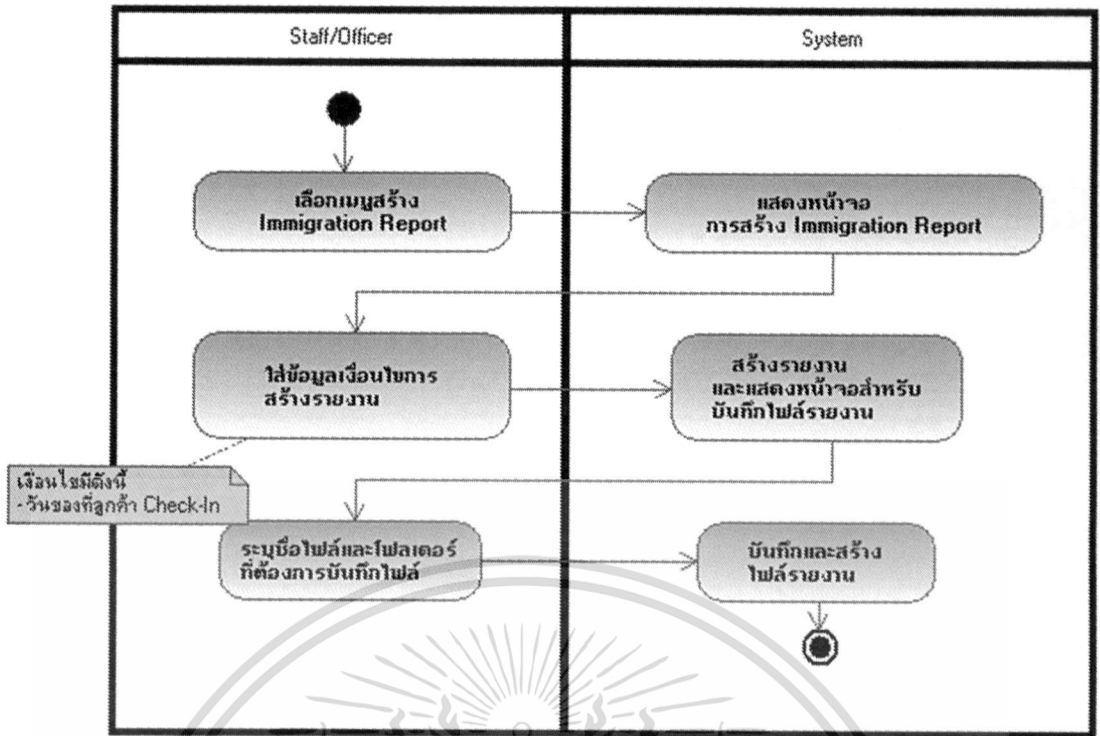 Staff/Officer
System
เลือกเมนูสร้าง
Immigration Report
แสดงหน้าจอ
การสร้าง Immigration Report
ใส่ข้อมูลเงื่อนไขการ
สร้างรายงาน
สร้างรายงาน
และแสดงหน้าจอสำหรับ
บันทึกไฟล์รายงาน
เงื่อนไขมีดังนี้
- วันของที่ลูกค้า Check-In
ระบุชื่อไฟล์และโฟลเดอร์
ที่ต้องการบันทึกไฟล์
บันทึกและสร้าง
ไฟล์รายงาน